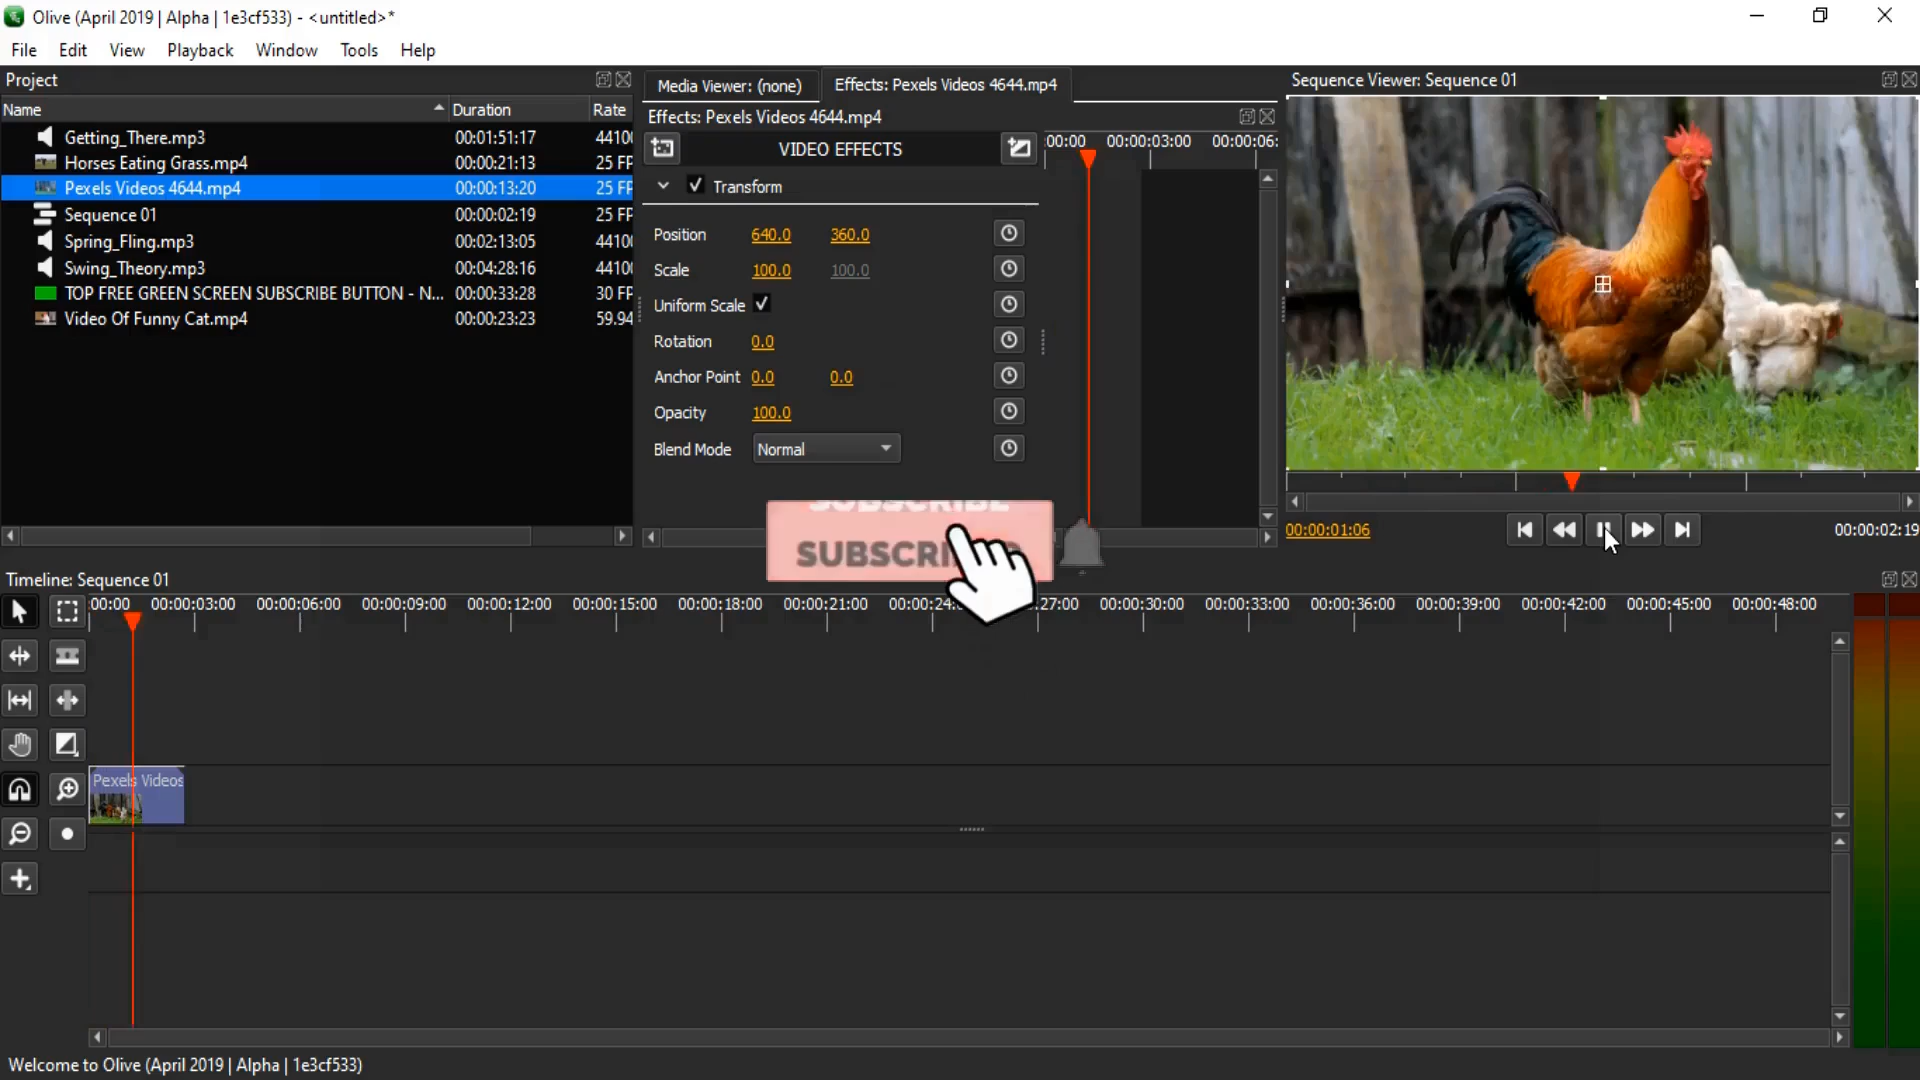 Olive (April 2019 | Alpha | 1e3cf533) - <untitled>*
File Edit View Playback Window Tools Help
Project
Name Duration Rate
Getting_There.mp3 00:01:51:17 4410
Horses Eating Grass.mp4 00:00:21:13 25 FP
Pexels Videos 4644.mp4 00:00:13:20 25 FP
Sequence 01 00:00:02:19 25 FP
Spring_Fling.mp3 00:02:13:05 4410
Swing_Theory.mp3 00:04:28:16 4410
TOP FREE GREEN SCREEN SUBSCRIBE BUTTON - N... 00:00:33:28 30 FP
Video Of Funny Cat.mp4 00:00:23:23 59.94
Media Viewer: (none) Effects: Pexels Videos 4644.mp4
Effects: Pexels Videos 4644.mp4
VIDEO EFFECTS
:00:00 00:00:03:00 00:00:06:
Transform
Position 640.0 360.0
Scale 100.0 100.0
Uniform Scale
Rotation 0.0
Anchor Point 0.0 0.0
Opacity 100.0
Blend Mode Normal
SUBSCRIBE
SUBSCRI
Sequence Viewer: Sequence 01
00:00:01:06 00:00:02:19
Timeline: Sequence 01
:00:00 00:00:03:00 00:00:06:00 00:00:09:00 00:00:12:00 00:00:15:00 00:00:18:00 00:00:21:00 00:00:24: 27:00 00:00:30:00 00:00:33:00 00:00:36:00 00:00:39:00 00:00:42:00 00:00:45:00 00:00:48:00
Pexels Videos
Welcome to Olive (April 2019 | Alpha | 1e3cf533)